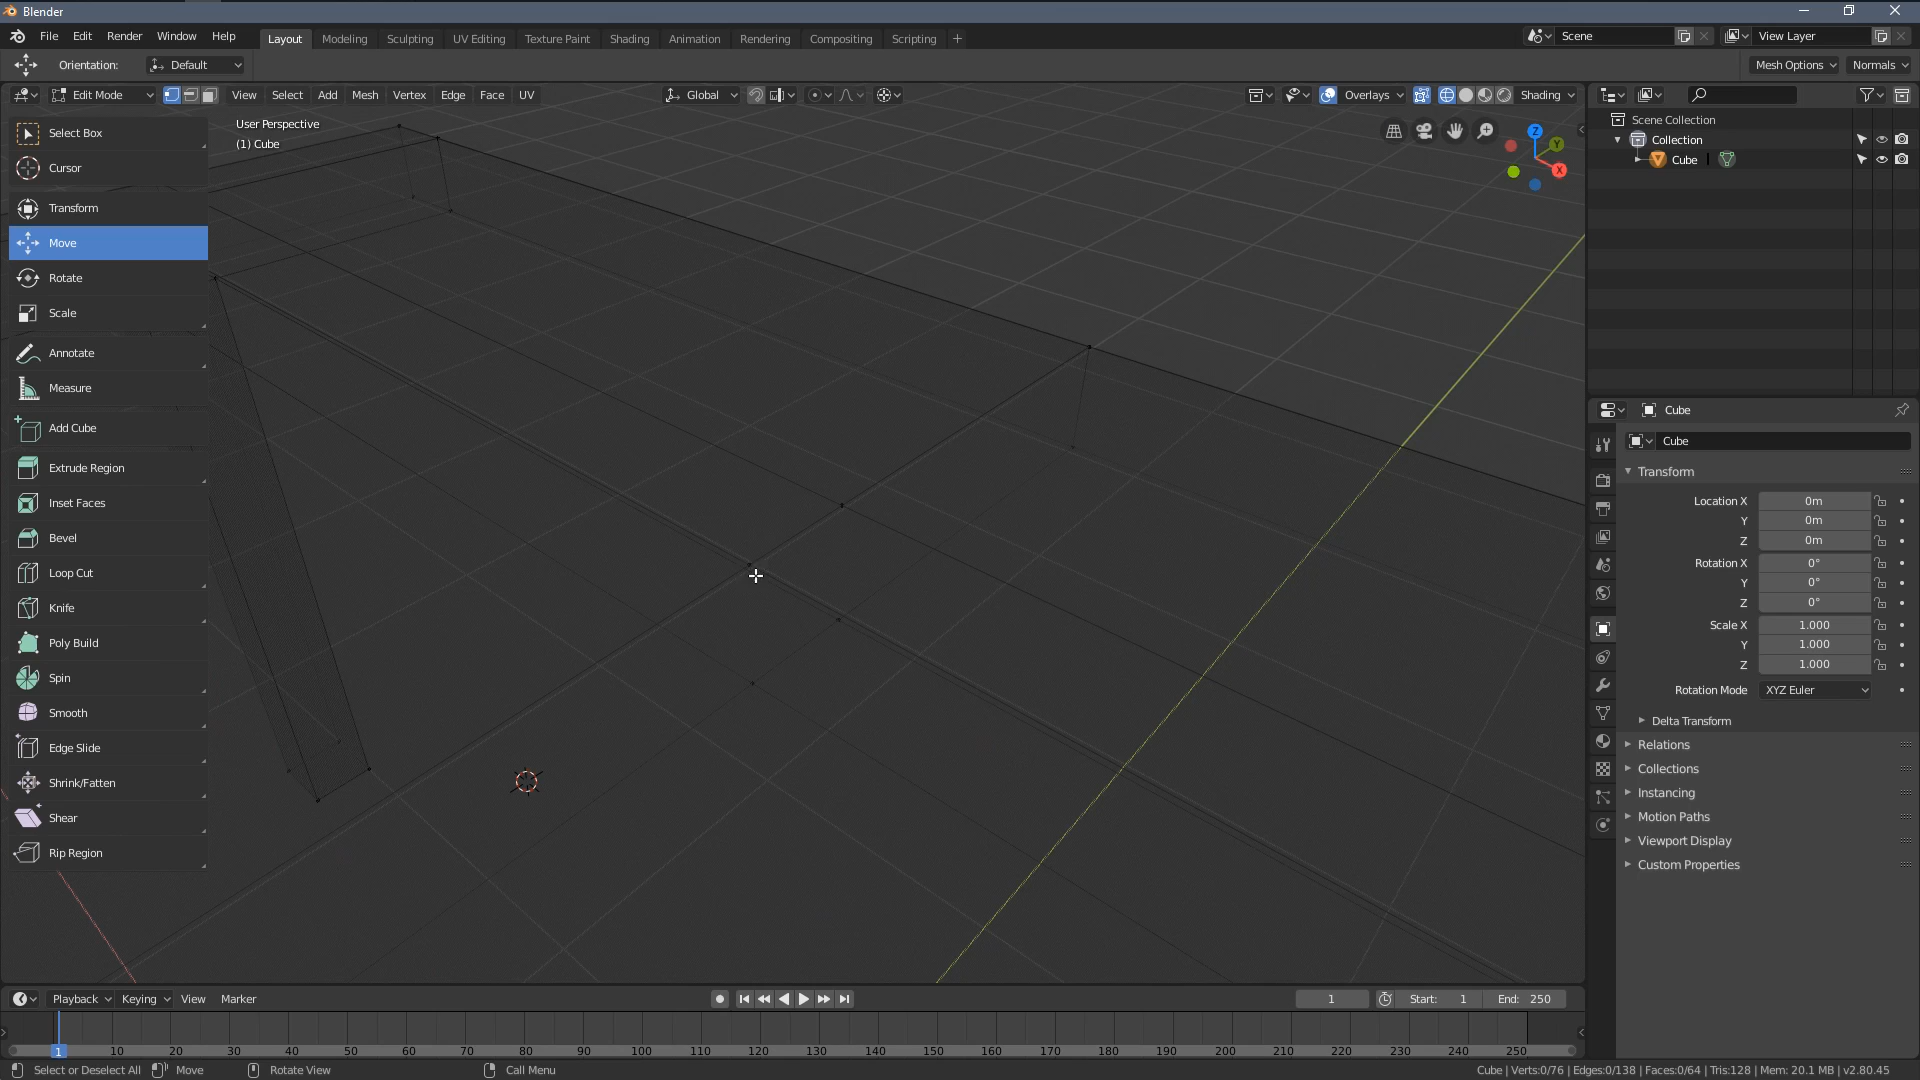 Blender
File Edit Render Window Help Layout Modeling Sculpting UV Editing Texture Paint Shading Animation Rendering Compositing Scripting + Scene View Layer
Orientation: Default Mesh Options Normals
Edit Mode View Select Add Mesh Vertex Edge Face UV Global Overlays Shading
User Perspective
(1) Cube
Select Box
Cursor
Transform
Move
Rotate
Scale
Annotate
Measure
Add Cube
Extrude Region
Inset Faces
Bevel
Loop Cut
Knife
Poly Build
Spin
Smooth
Edge Slide
Shrink/Fatten
Shear
Rip Region
Z
Y
X
Scene Collection
Collection
Cube
Cube
Cube
Transform
Location X 0m
Y 0m
Z 0m
Rotation X 0°
Y 0°
Z 0°
Scale X 1.000
Y 1.000
Z 1.000
Rotation Mode XYZ Euler
Delta Transform
Relations
Collections
Instancing
Motion Paths
Viewport Display
Custom Properties
Playback Keying View Marker 1 Start: 1 End: 250
1 10 20 30 40 50 60 70 80 90 100 110 120 130 140 150 160 170 180 190 200 210 220 230 240 250
Select or Deselect All Move Rotate View Call Menu Cube | Verts:0/76 | Edges:0/138 | Faces:0/64 | Tris:128 | Mem: 20.1 MB | v2.80.45